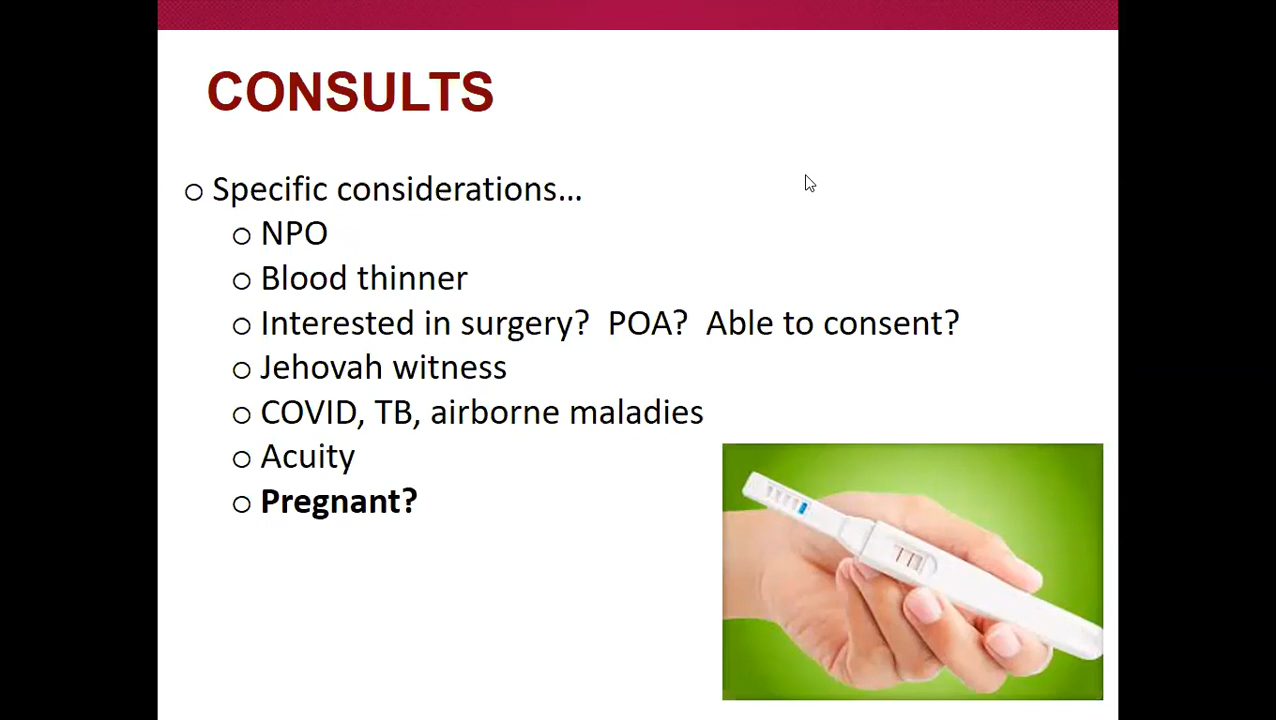 CONSULTS
Specific considerations...
NPO
Blood thinner
Interested in surgery?  POA?  Able to consent?
Jehovah witness
COVID, TB, airborne maladies
Acuity
Pregnant?